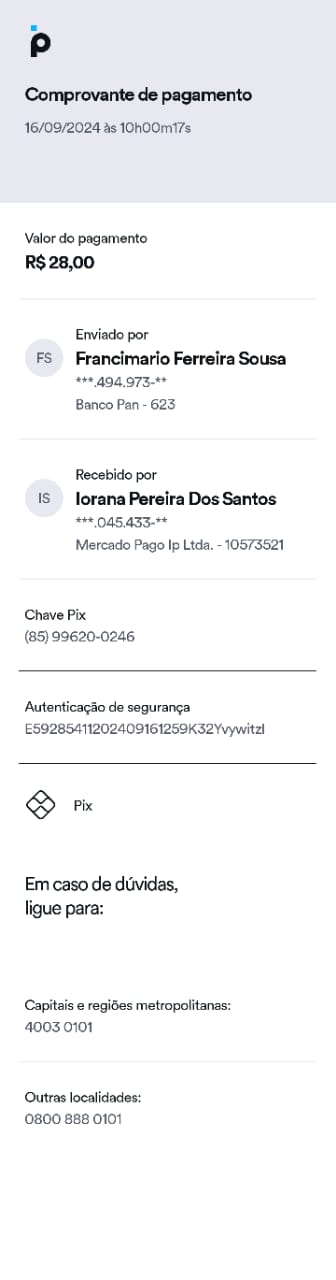 Comprovante de pagamento
16/09/2024 às 10h00m17s
Valor do pagamento
R$ 28,00
Enviado por
FS
Francimario Ferreira Sousa
***.494.973-**
Banco Pan - 623
Recebido por
IS
Iorana Pereira Dos Santos
***.045.433-**
Mercado Pago Ip Ltda. - 10573521
Chave Pix
(85) 99620-0246
Autenticação de segurança
E59285411202409161259K32Yvywitzl
Pix
Em caso de dúvidas,
ligue para:
Capitais e regiões metropolitanas:
4003 0101
Outras localidades:
0800 888 0101